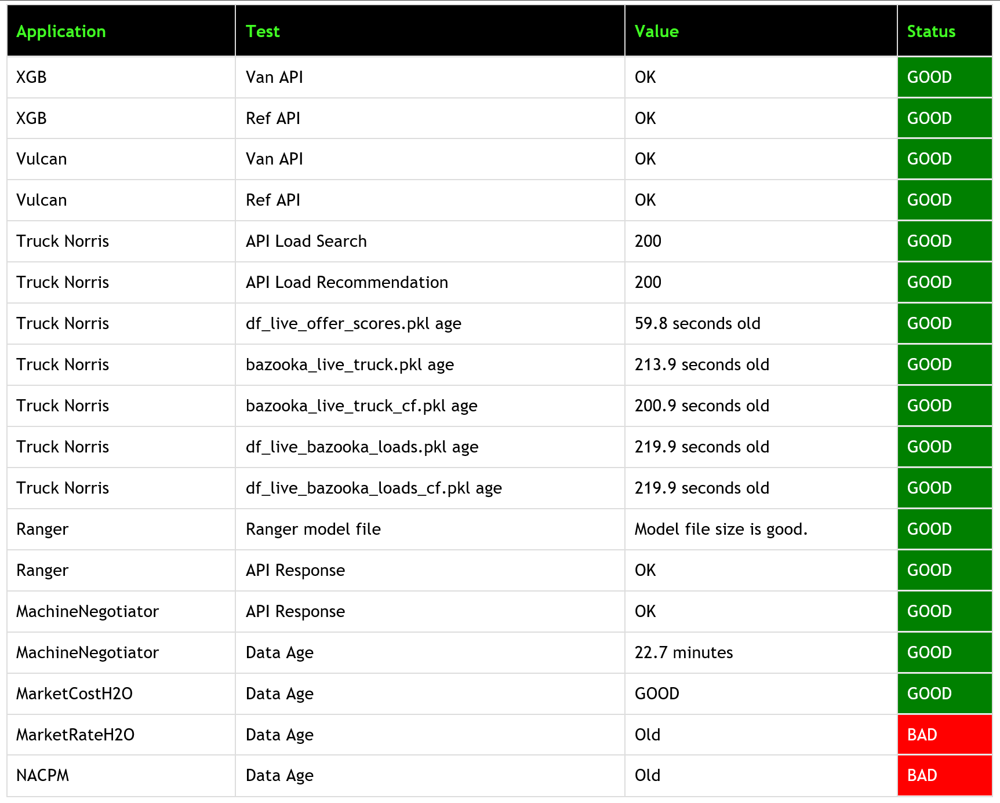 Application Test Value Status
XGB Van API OK GOOD
XGB Ref API OK GOOD
Vulcan Van API OK GOOD
Vulcan Ref API OK GOOD
Truck Norris API Load Search 200 GOOD
Truck Norris API Load Recommendation 200 GOOD
Truck Norris df_live_offer_scores.pkl age 59.8 seconds old GOOD
Truck Norris bazooka_live_truck.pkl age 213.9 seconds old GOOD
Truck Norris bazooka_live_truck_cf.pkl age 200.9 seconds old GOOD
Truck Norris df_live_bazooka_loads.pkl age 219.9 seconds old GOOD
Truck Norris df_live_bazooka_loads_cf.pkl age 219.9 seconds old GOOD
Ranger Ranger model file Model file size is good. GOOD
Ranger API Response OK GOOD
MachineNegotiator API Response OK GOOD
MachineNegotiator Data Age 22.7 minutes GOOD
MarketCostH2O Data Age GOOD GOOD
MarketRateH2O Data Age Old BAD
NACPM Data Age Old BAD